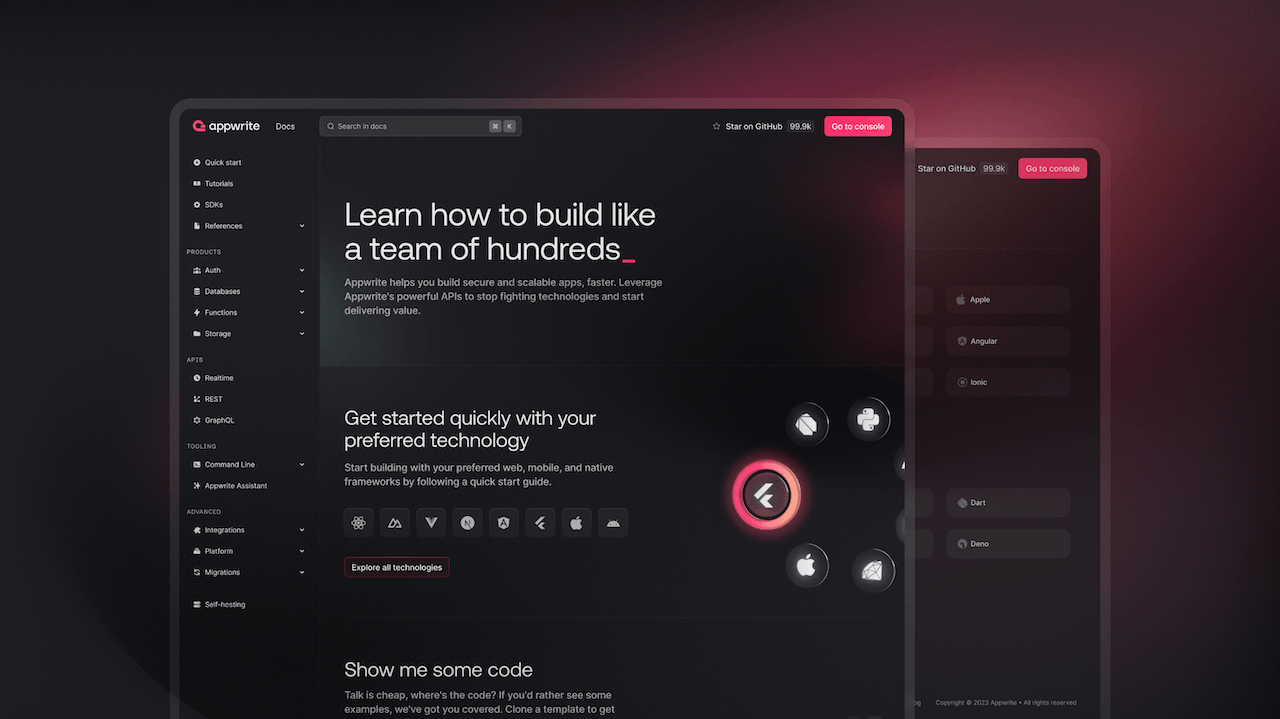 appwrite
Docs
Search in docs
⌘ K
Star on GitHub 99.9k
Go to console
Quick start
Tutorials
SDKs
References
PRODUCTS
Auth
Databases
Functions
Storage
APIS
Realtime
REST
GraphQL
TOOLING
Command Line
Appwrite Assistant
ADVANCED
Integrations
Platform
Migrations
Self-hosting
Learn how to build like
a team of hundreds_
Appwrite helps you build secure and scalable apps, faster. Leverage
Appwrite's powerful APIs to stop fighting technologies and start
delivering value.
Get started quickly with your
preferred technology
Start building with your preferred web, mobile, and native
frameworks by following a quick start guide.
Explore all technologies
Show me some code
Talk is cheap, where's the code? If you'd rather see some
examples, we've got you covered. Clone a template to get
Star on GitHub 99.9k
Go to console
Apple
Angular
Ionic
Dart
Deno
Copyright © 2023 Appwrite • All rights reserved